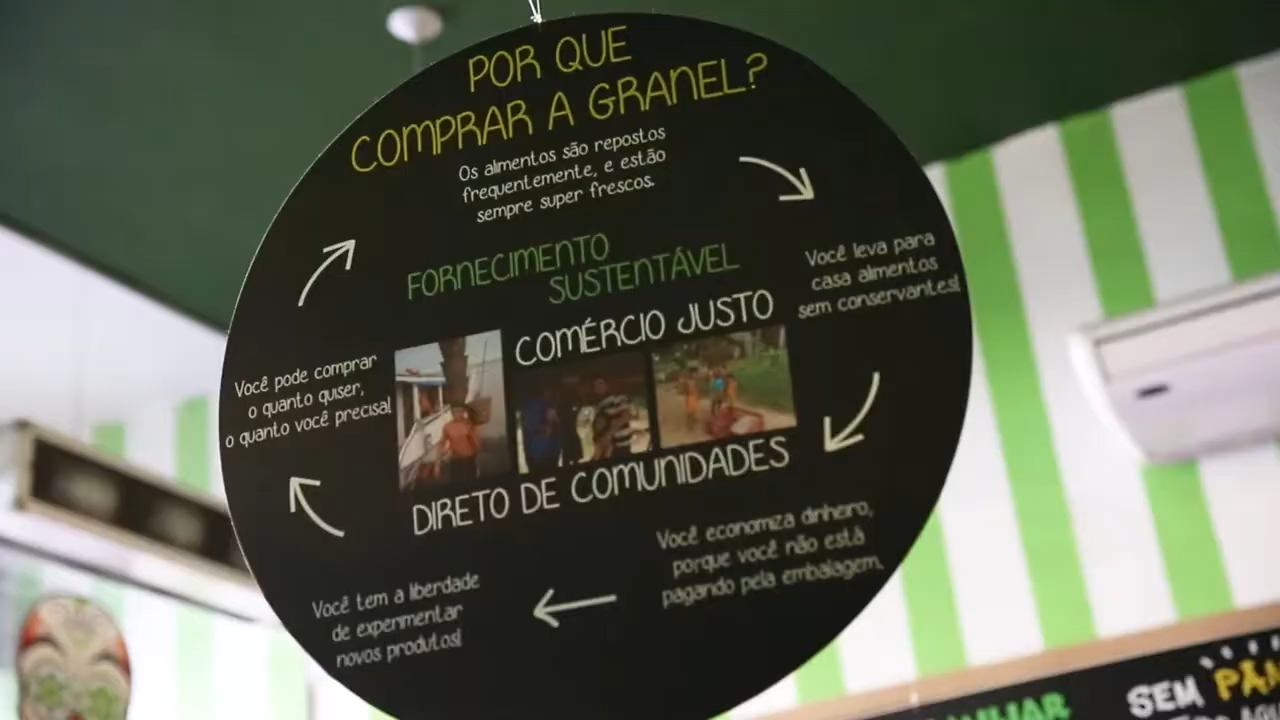 POR QUE
COMPRAR A GRANEL?
Os alimentos são repostos
frequentemente, e estão
sempre super frescos.
Você leva para
casa alimentos
sem conservantes!
FORNECIMENTO
SUSTENTÁVEL
COMÉRCIO JUSTO
DIRETO DE COMUNIDADES
Você economiza dinheiro,
porque você não está
pagando pela embalagem.
Você tem a liberdade
de experimentar
novos produtos!
Você pode comprar
o quanto quiser,
o quanto você precisa!
SEM